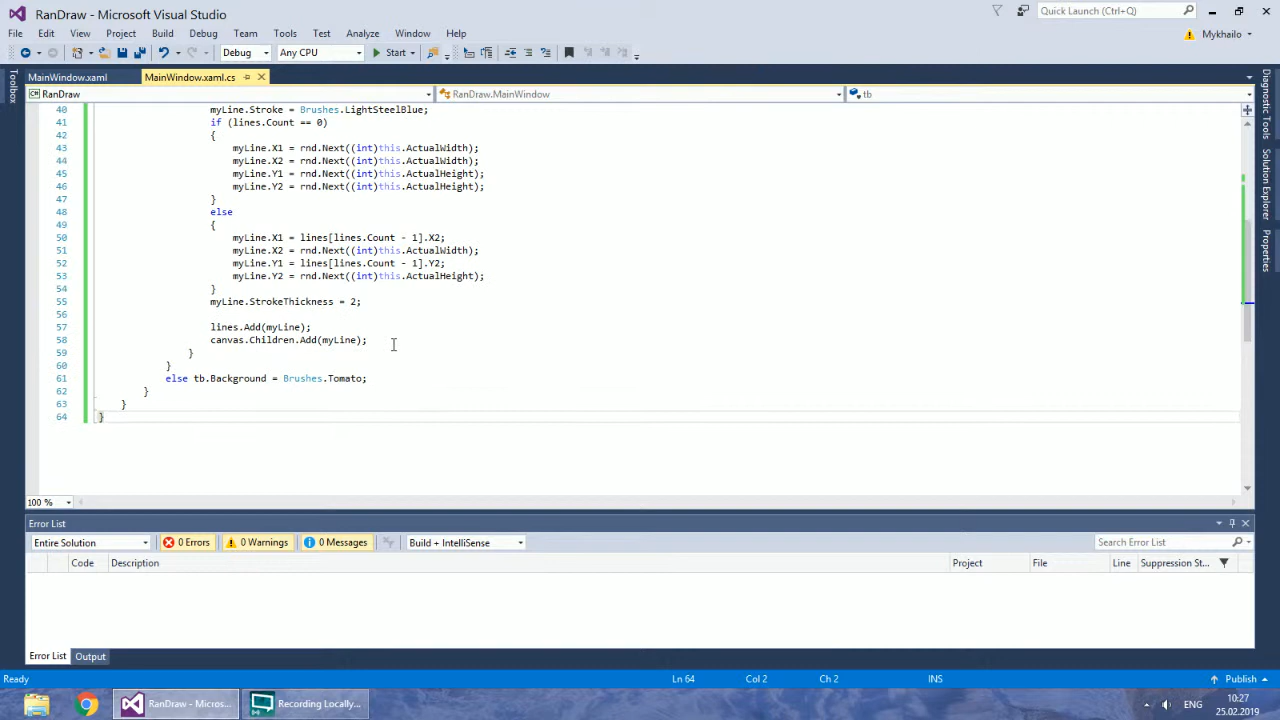 RanDraw - Microsoft Visual Studio
Quick Launch (Ctrl+Q)
File Edit View Project Build Debug Team Tools Test Analyze Window Help
Mykhailo
Debug Any CPU Start
Toolbox
MainWindow.xaml MainWindow.xaml.cs
RanDraw RanDraw.MainWindow tb
Diagnostic Tools
Solution Explorer
Properties
40 myLine.Stroke = Brushes.LightSteelBlue;
41 if (lines.Count == 0)
42 {
43 myLine.X1 = rnd.Next((int)this.ActualWidth);
44 myLine.X2 = rnd.Next((int)this.ActualWidth);
45 myLine.Y1 = rnd.Next((int)this.ActualHeight);
46 myLine.Y2 = rnd.Next((int)this.ActualHeight);
47 }
48 else
49 {
50 myLine.X1 = lines[lines.Count - 1].X2;
51 myLine.X2 = rnd.Next((int)this.ActualWidth);
52 myLine.Y1 = lines[lines.Count - 1].Y2;
53 myLine.Y2 = rnd.Next((int)this.ActualHeight);
54 }
55 myLine.StrokeThickness = 2;
56
57 lines.Add(myLine);
58 canvas.Children.Add(myLine);
59 }
60 }
61 else tb.Background = Brushes.Tomato;
62 }
63 }
64 }
100 %
Error List
Entire Solution 0 Errors 0 Warnings 0 Messages Build + IntelliSense Search Error List
Code Description Project File Line Suppression St...
Error List Output
Ready Ln 64 Col 2 Ch 2 INS Publish
RanDraw - Micros... Recording Locally... ENG 10:27
25.02.2019